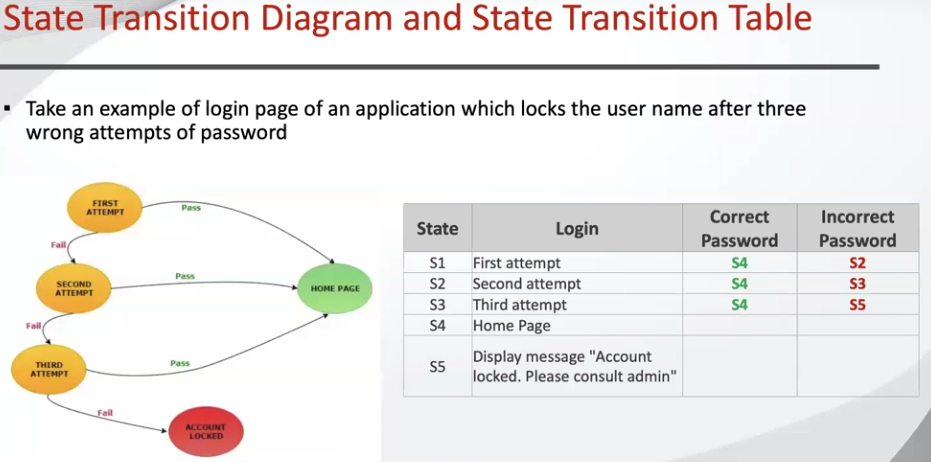 State Transition Diagram and State Transition Table
▪ Take an example of login page of an application which locks the user name after three
wrong attempts of password
FIRST
ATTEMPT
Pass
Fail
SECOND
ATTEMPT
Pass
HOME PAGE
Fail
THIRD
ATTEMPT
Pass
Fail
ACCOUNT
LOCKED
State Login Correct Password Incorrect Password
S1 First attempt S4 S2
S2 Second attempt S4 S3
S3 Third attempt S4 S5
S4 Home Page
S5 Display message "Account
locked. Please consult admin"